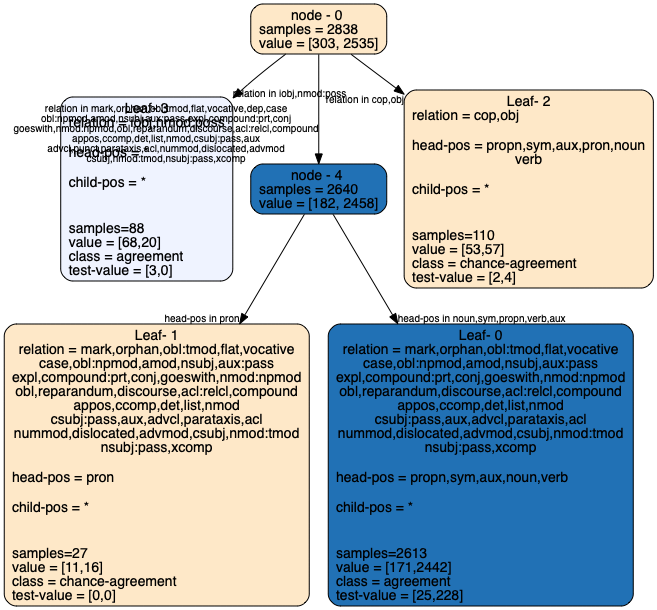 node - 0
samples = 2838
value = [303, 2535]
relation in iobj,nmod:poss
relation in cop,obj
relation in mark,orphan,obl:tmod,flat,vocative,dep,case
obl:npmod,amod,nsubj,aux:pass,expl,compound:prt,conj
goeswith,nmod:npmod,obl,reparandum,discourse,acl:relcl,compound
appos,ccomp,det,list,nmod,csubj:pass,aux
advcl,punct,parataxis,acl,nummod,dislocated,advmod
csubj,nmod:tmod,nsubj:pass,xcomp
Leaf- 3
relation = iobj,nmod:poss
head-pos = *
child-pos = *
samples=88
value = [68,20]
class = agreement
test-value = [3,0]
node - 4
samples = 2640
value = [182, 2458]
Leaf- 2
relation = cop,obj
head-pos = propn,sym,aux,pron,noun
verb
child-pos = *
samples=110
value = [53,57]
class = chance-agreement
test-value = [2,4]
head-pos in pron
head-pos in noun,sym,propn,verb,aux
Leaf- 1
relation = mark,orphan,obl:tmod,flat,vocative
case,obl:npmod,amod,nsubj,aux:pass
expl,compound:prt,conj,goeswith,nmod:npmod
obl,reparandum,discourse,acl:relcl,compound
appos,ccomp,det,list,nmod
csubj:pass,aux,advcl,parataxis,acl
nummod,dislocated,advmod,csubj,nmod:tmod
nsubj:pass,xcomp
head-pos = pron
child-pos = *
samples=27
value = [11,16]
class = chance-agreement
test-value = [0,0]
Leaf- 0
relation = mark,orphan,obl:tmod,flat,vocative
case,obl:npmod,amod,nsubj,aux:pass
expl,compound:prt,conj,goeswith,nmod:npmod
obl,reparandum,discourse,acl:relcl,compound
appos,ccomp,det,list,nmod
csubj:pass,aux,advcl,parataxis,acl
nummod,dislocated,advmod,csubj,nmod:tmod
nsubj:pass,xcomp
head-pos = propn,sym,aux,noun,verb
child-pos = *
samples=2613
value = [171,2442]
class = agreement
test-value = [25,228]